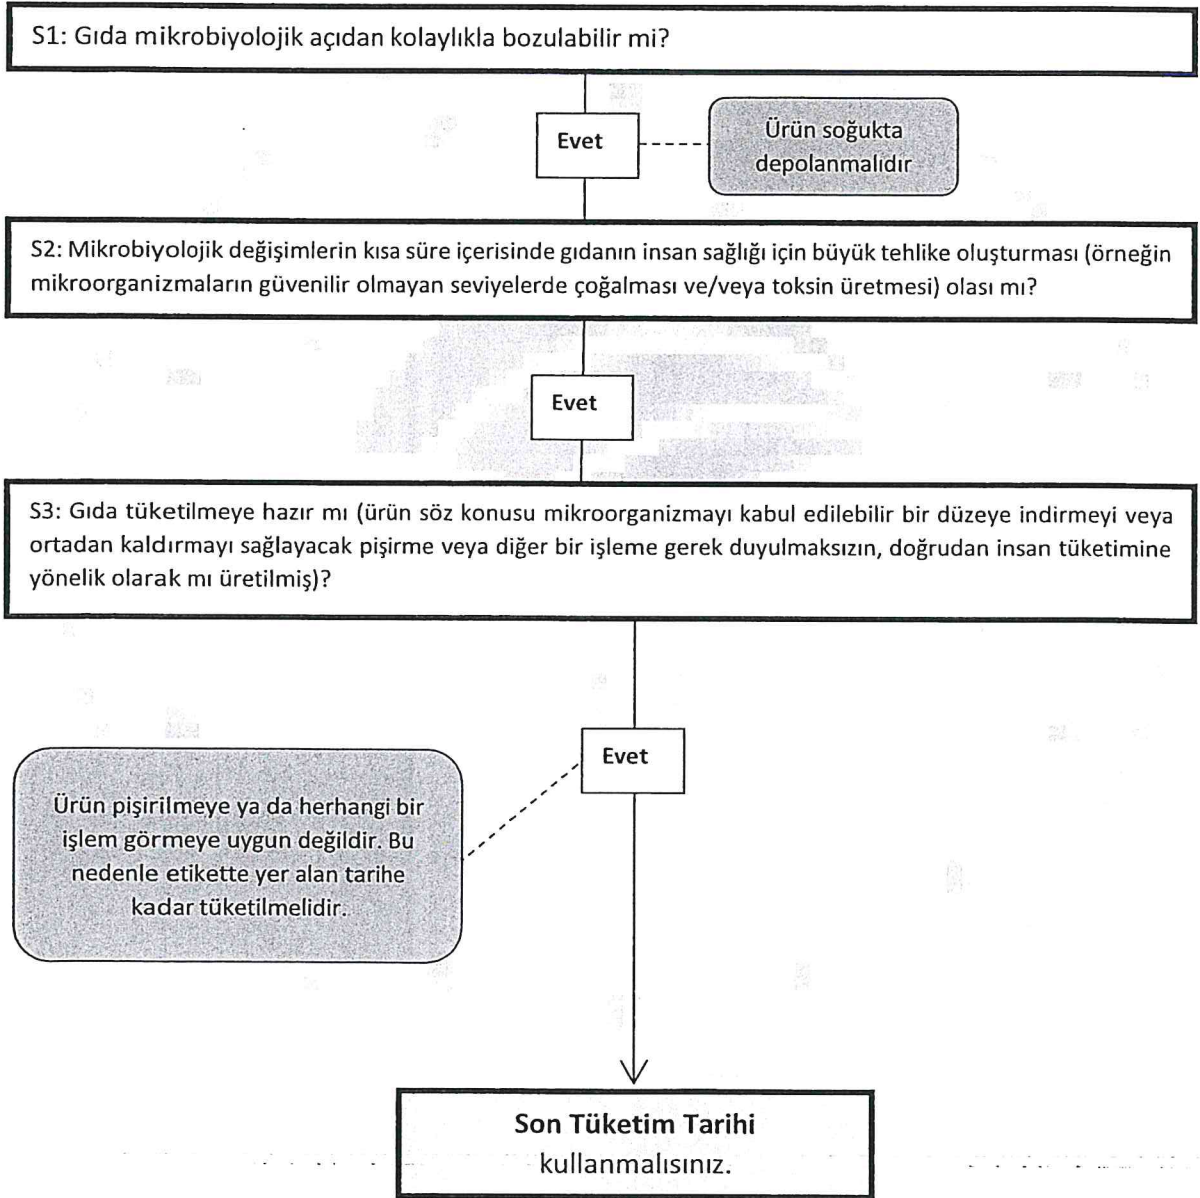 S1: Gıda mikrobiyolojik açıdan kolaylıkla bozulabilir mi?
Evet
Ürün soğukta
depolanmalıdır
S2: Mikrobiyolojik değişimlerin kısa süre içerisinde gıdanın insan sağlığı için büyük tehlike oluşturması (örneğin
mikroorganizmaların güvenilir olmayan seviyelerde çoğalması ve/veya toksin üretmesi) olası mı?
Evet
S3: Gıda tüketilmeye hazır mı (ürün söz konusu mikroorganizmayı kabul edilebilir bir düzeye indirmeyi veya
ortadan kaldırmayı sağlayacak pişirme veya diğer bir işleme gerek duyulmaksızın, doğrudan insan tüketimine
yönelik olarak mı üretilmiş)?
Evet
Ürün pişirilmeye ya da herhangi bir
işlem görmeye uygun değildir. Bu
nedenle etikette yer alan tarihe
kadar tüketilmelidir.
Son Tüketim Tarihi
kullanmalısınız.